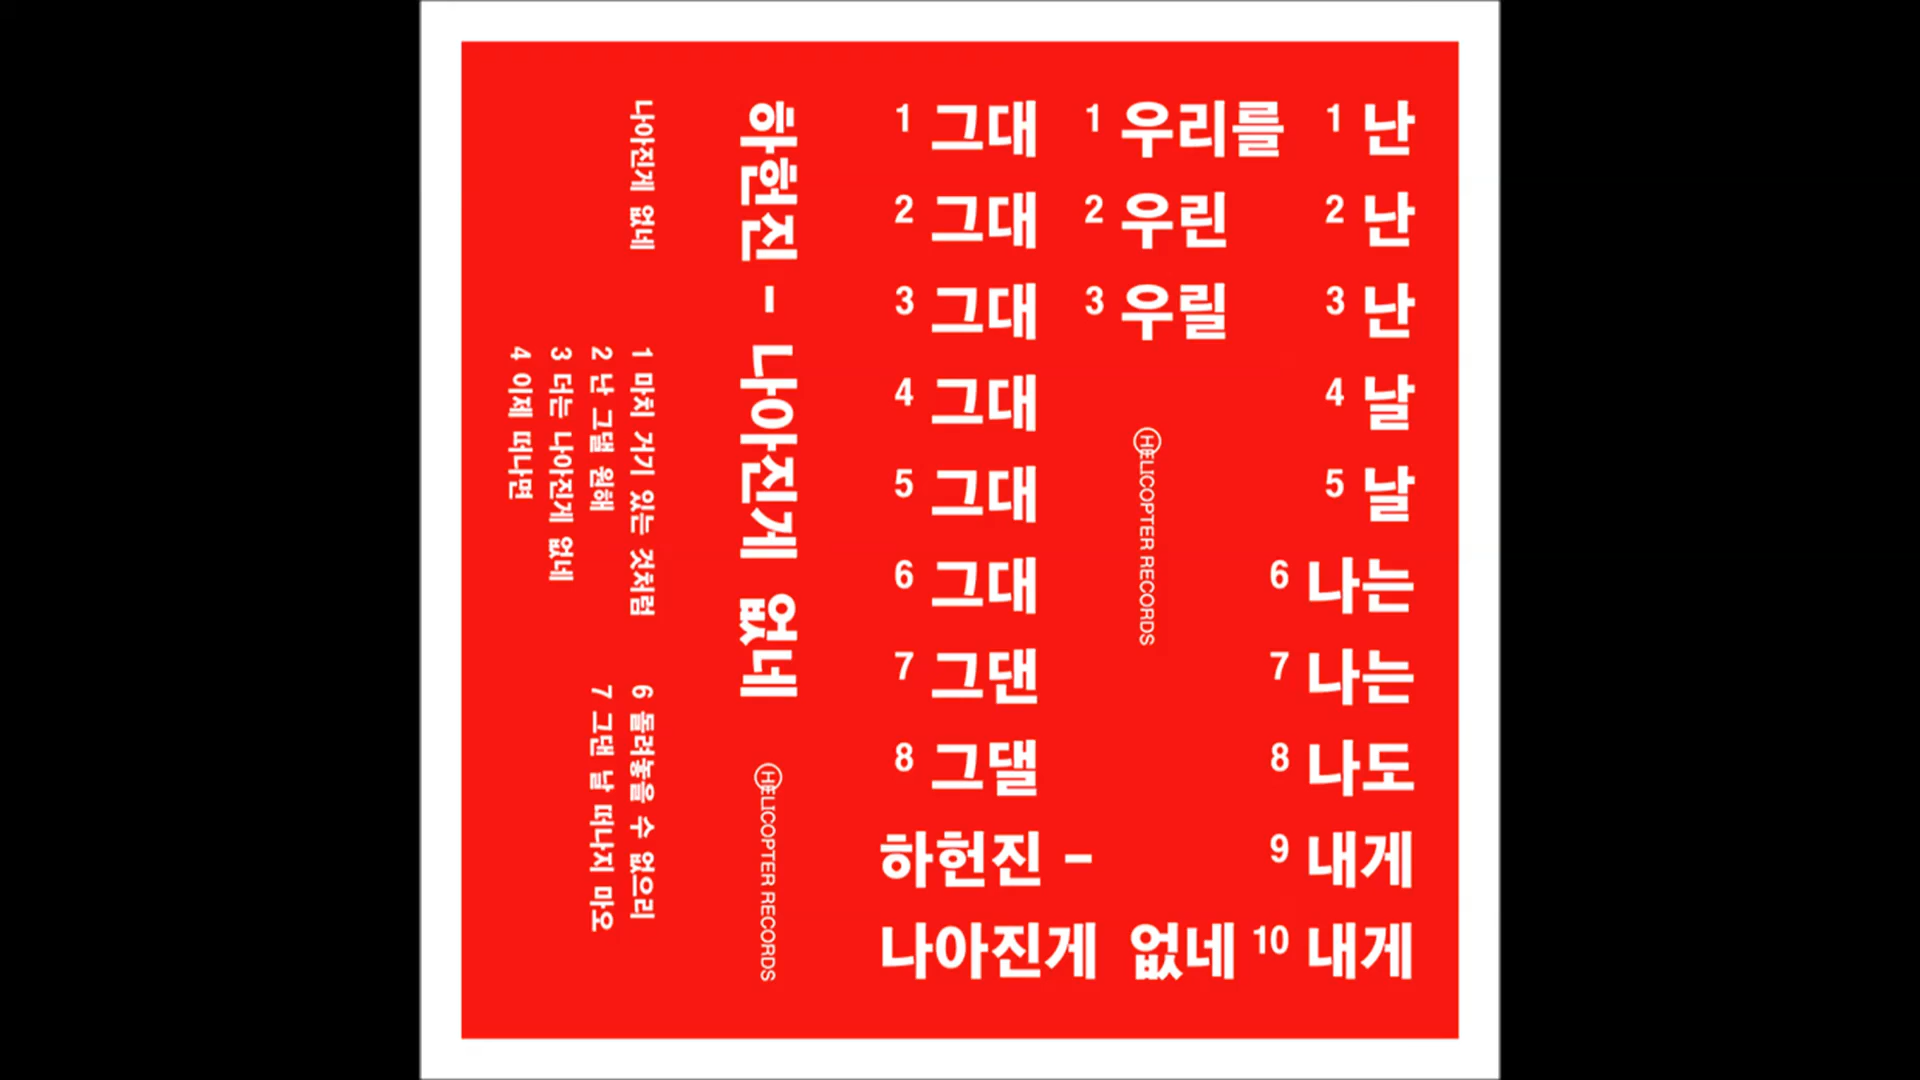 나아진게 없네
1 마치 거기 있는 것처럼
2 난 그댈 원해
3 더는 나아진게 없네
4 이제 떠나면
6 돌려놓을 수 없으리
7 그댄 날 떠나지 마오
하헌진 - 나아진게 없네
HELICOPTER RECORDS
1 그대
2 그대
3 그대
4 그대
5 그대
6 그대
7 그댄
8 그댈
하헌진 -
나아진게 없네
1 우리를
2 우린
3 우릴
HELICOPTER RECORDS
1 난
2 난
3 난
4 날
5 날
6 나는
7 나는
8 나도
9 내게
10 내게